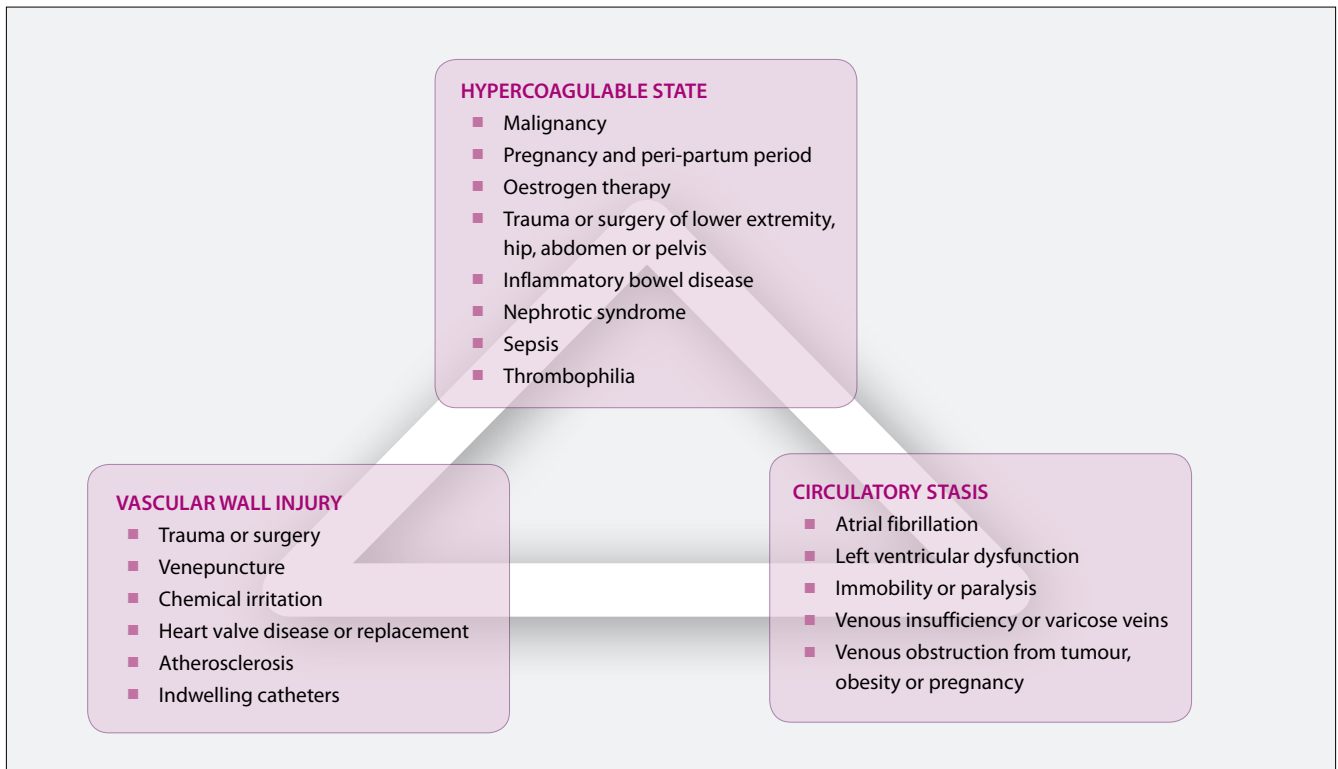 HYPERCOAGULABLE STATE
■ Malignancy
■ Pregnancy and peri-partum period
■ Oestrogen therapy
■ Trauma or surgery of lower extremity,
hip, abdomen or pelvis
■ Inflammatory bowel disease
■ Nephrotic syndrome
■ Sepsis
■ Thrombophilia
VASCULAR WALL INJURY
■ Trauma or surgery
■ Venepuncture
■ Chemical irritation
■ Heart valve disease or replacement
■ Atherosclerosis
■ Indwelling catheters
CIRCULATORY STASIS
■ Atrial fibrillation
■ Left ventricular dysfunction
■ Immobility or paralysis
■ Venous insufficiency or varicose veins
■ Venous obstruction from tumour,
obesity or pregnancy